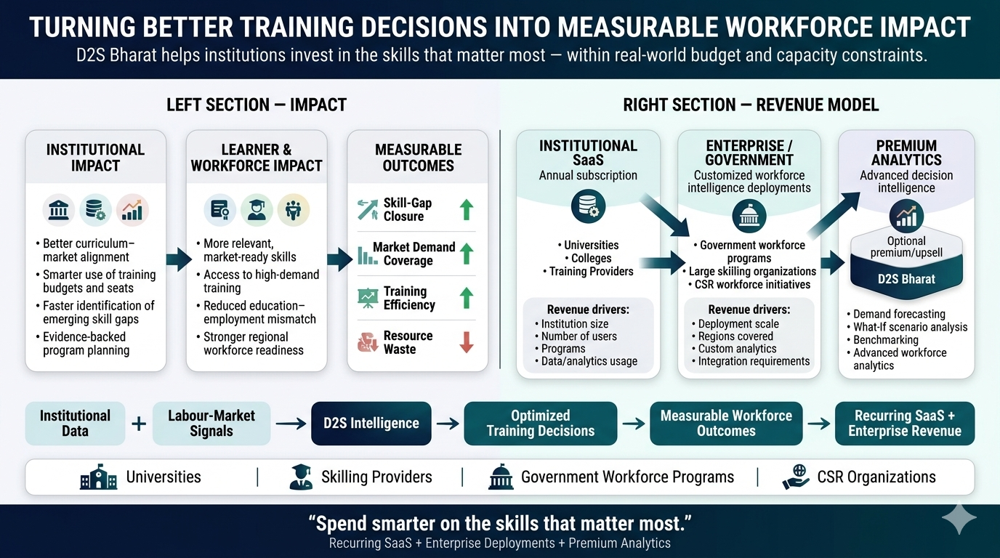 TURNING BETTER TRAINING DECISIONS INTO MEASURABLE WORKFORCE IMPACT
D2S Bharat helps institutions invest in the skills that matter most — within real-world budget and capacity constraints.
LEFT SECTION — IMPACT
INSTITUTIONAL
IMPACT
• Better curriculum–
market alignment
• Smarter use of training
budgets and seats
• Faster identification of
emerging skill gaps
• Evidence-backed
program planning
LEARNER &
WORKFORCE IMPACT
• More relevant,
market-ready skills
• Access to high-demand
training
• Reduced education–
employment mismatch
• Stronger regional
workforce readiness
MEASURABLE
OUTCOMES
Skill-Gap
Closure
Market Demand
Coverage
Training
Efficiency
Resource
Waste
RIGHT SECTION — REVENUE MODEL
INSTITUTIONAL
SaaS
Annual subscription
• Universities
• Colleges
• Training Providers
Revenue drivers:
• Institution size
• Number of users
• Programs
• Data/analytics usage
ENTERPRISE /
GOVERNMENT
Customized workforce
intelligence deployments
• Government workforce
programs
• Large skilling organizations
• CSR workforce initiatives
Revenue drivers:
• Deployment scale
• Regions covered
• Custom analytics
• Integration requirements
PREMIUM
ANALYTICS
Advanced decision
intelligence
Optional
premium/upsell
D2S Bharat
• Demand forecasting
• What-If scenario analysis
• Benchmarking
• Advanced workforce
analytics
Institutional
Data
+
Labour-Market
Signals
D2S Intelligence
Optimized
Training Decisions
Measurable Workforce
Outcomes
Recurring SaaS +
Enterprise Revenue
Universities
Skilling Providers
Government Workforce Programs
CSR Organizations
“Spend smarter on the skills that matter most.”
Recurring SaaS + Enterprise Deployments + Premium Analytics